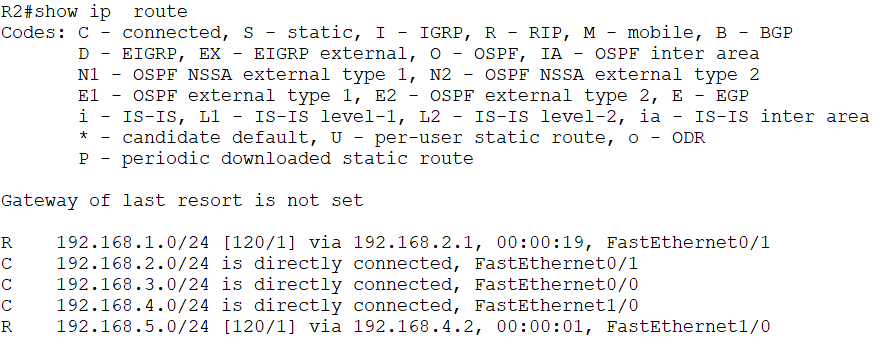 R2#show ip  route
Codes: C - connected, S - static, I - IGRP, R - RIP, M - mobile, B - BGP
       D - EIGRP, EX - EIGRP external, O - OSPF, IA - OSPF inter area
       N1 - OSPF NSSA external type 1, N2 - OSPF NSSA external type 2
       E1 - OSPF external type 1, E2 - OSPF external type 2, E - EGP
       i - IS-IS, L1 - IS-IS level-1, L2 - IS-IS level-2, ia - IS-IS inter area
       * - candidate default, U - per-user static route, o - ODR
       P - periodic downloaded static route
Gateway of last resort is not set
R    192.168.1.0/24 [120/1] via 192.168.2.1, 00:00:19, FastEthernet0/1
C    192.168.2.0/24 is directly connected, FastEthernet0/1
C    192.168.3.0/24 is directly connected, FastEthernet0/0
C    192.168.4.0/24 is directly connected, FastEthernet1/0
R    192.168.5.0/24 [120/1] via 192.168.4.2, 00:00:01, FastEthernet1/0